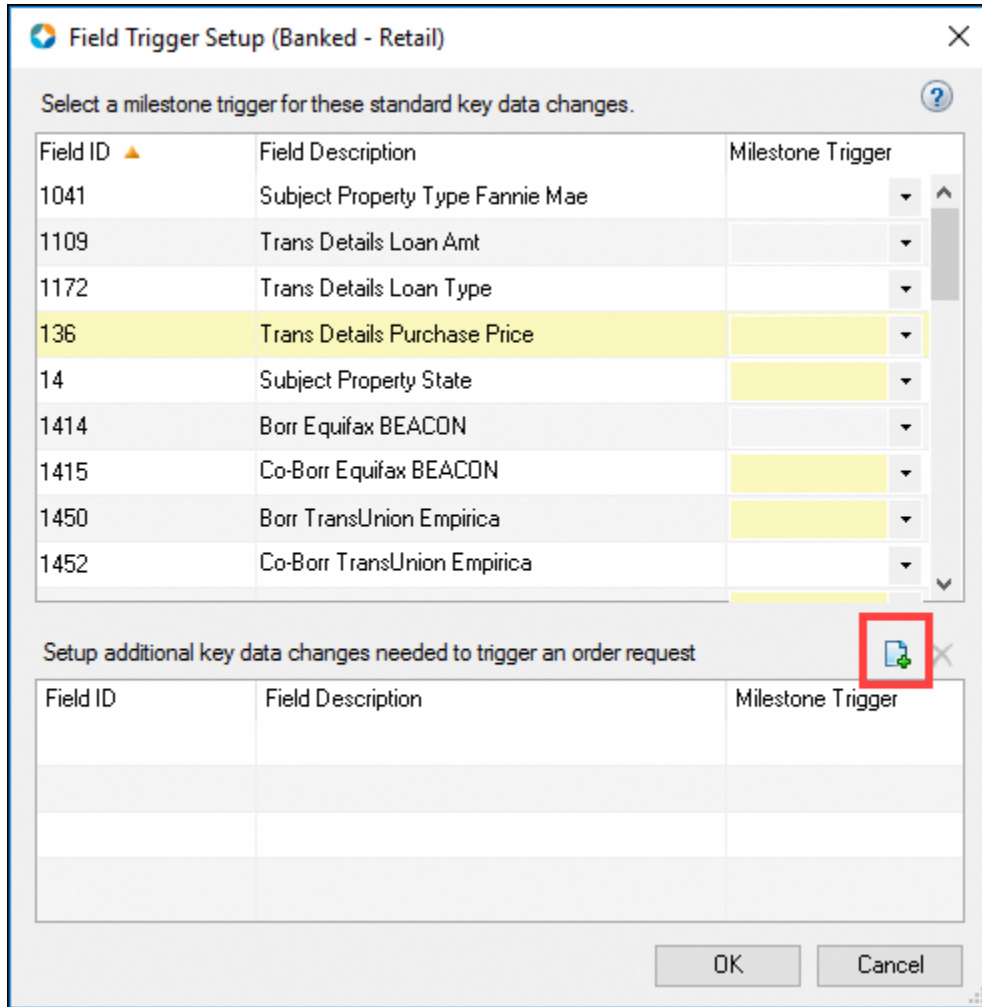 Field Trigger Setup (Banked - Retail)
Select a milestone trigger for these standard key data changes.
?
Field ID Field Description Milestone Trigger
1041 Subject Property Type Fannie Mae
1109 Trans Details Loan Amt
1172 Trans Details Loan Type
136 Trans Details Purchase Price
14 Subject Property State
1414 Borr Equifax BEACON
1415 Co-Borr Equifax BEACON
1450 Borr TransUnion Empirica
1452 Co-Borr TransUnion Empirica
Setup additional key data changes needed to trigger an order request
Field ID Field Description Milestone Trigger
OK Cancel